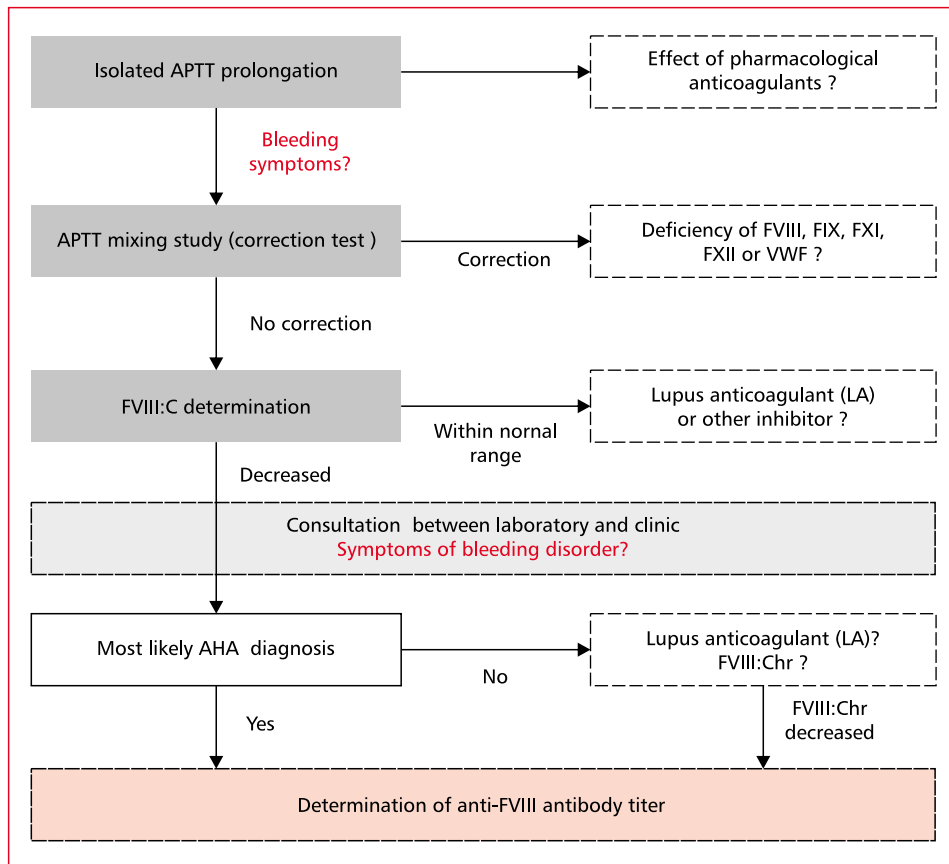 Isolated APTT prolongation
Effect of pharmacological
anticoagulants ?
Bleeding
symptoms?
APTT mixing study (correction test )
Correction
Deficiency of FVIII, FIX, FXI,
FXII or VWF ?
No correction
FVIII:C determination
Within nornal
range
Lupus anticoagulant (LA)
or other inhibitor ?
Decreased
Consultation between laboratory and clinic
Symptoms of bleeding disorder?
Most likely AHA diagnosis
No
Lupus anticoagulant (LA)?
FVIII:Chr ?
Yes
FVIII:Chr
decreased
Determination of anti-FVIII antibody titer